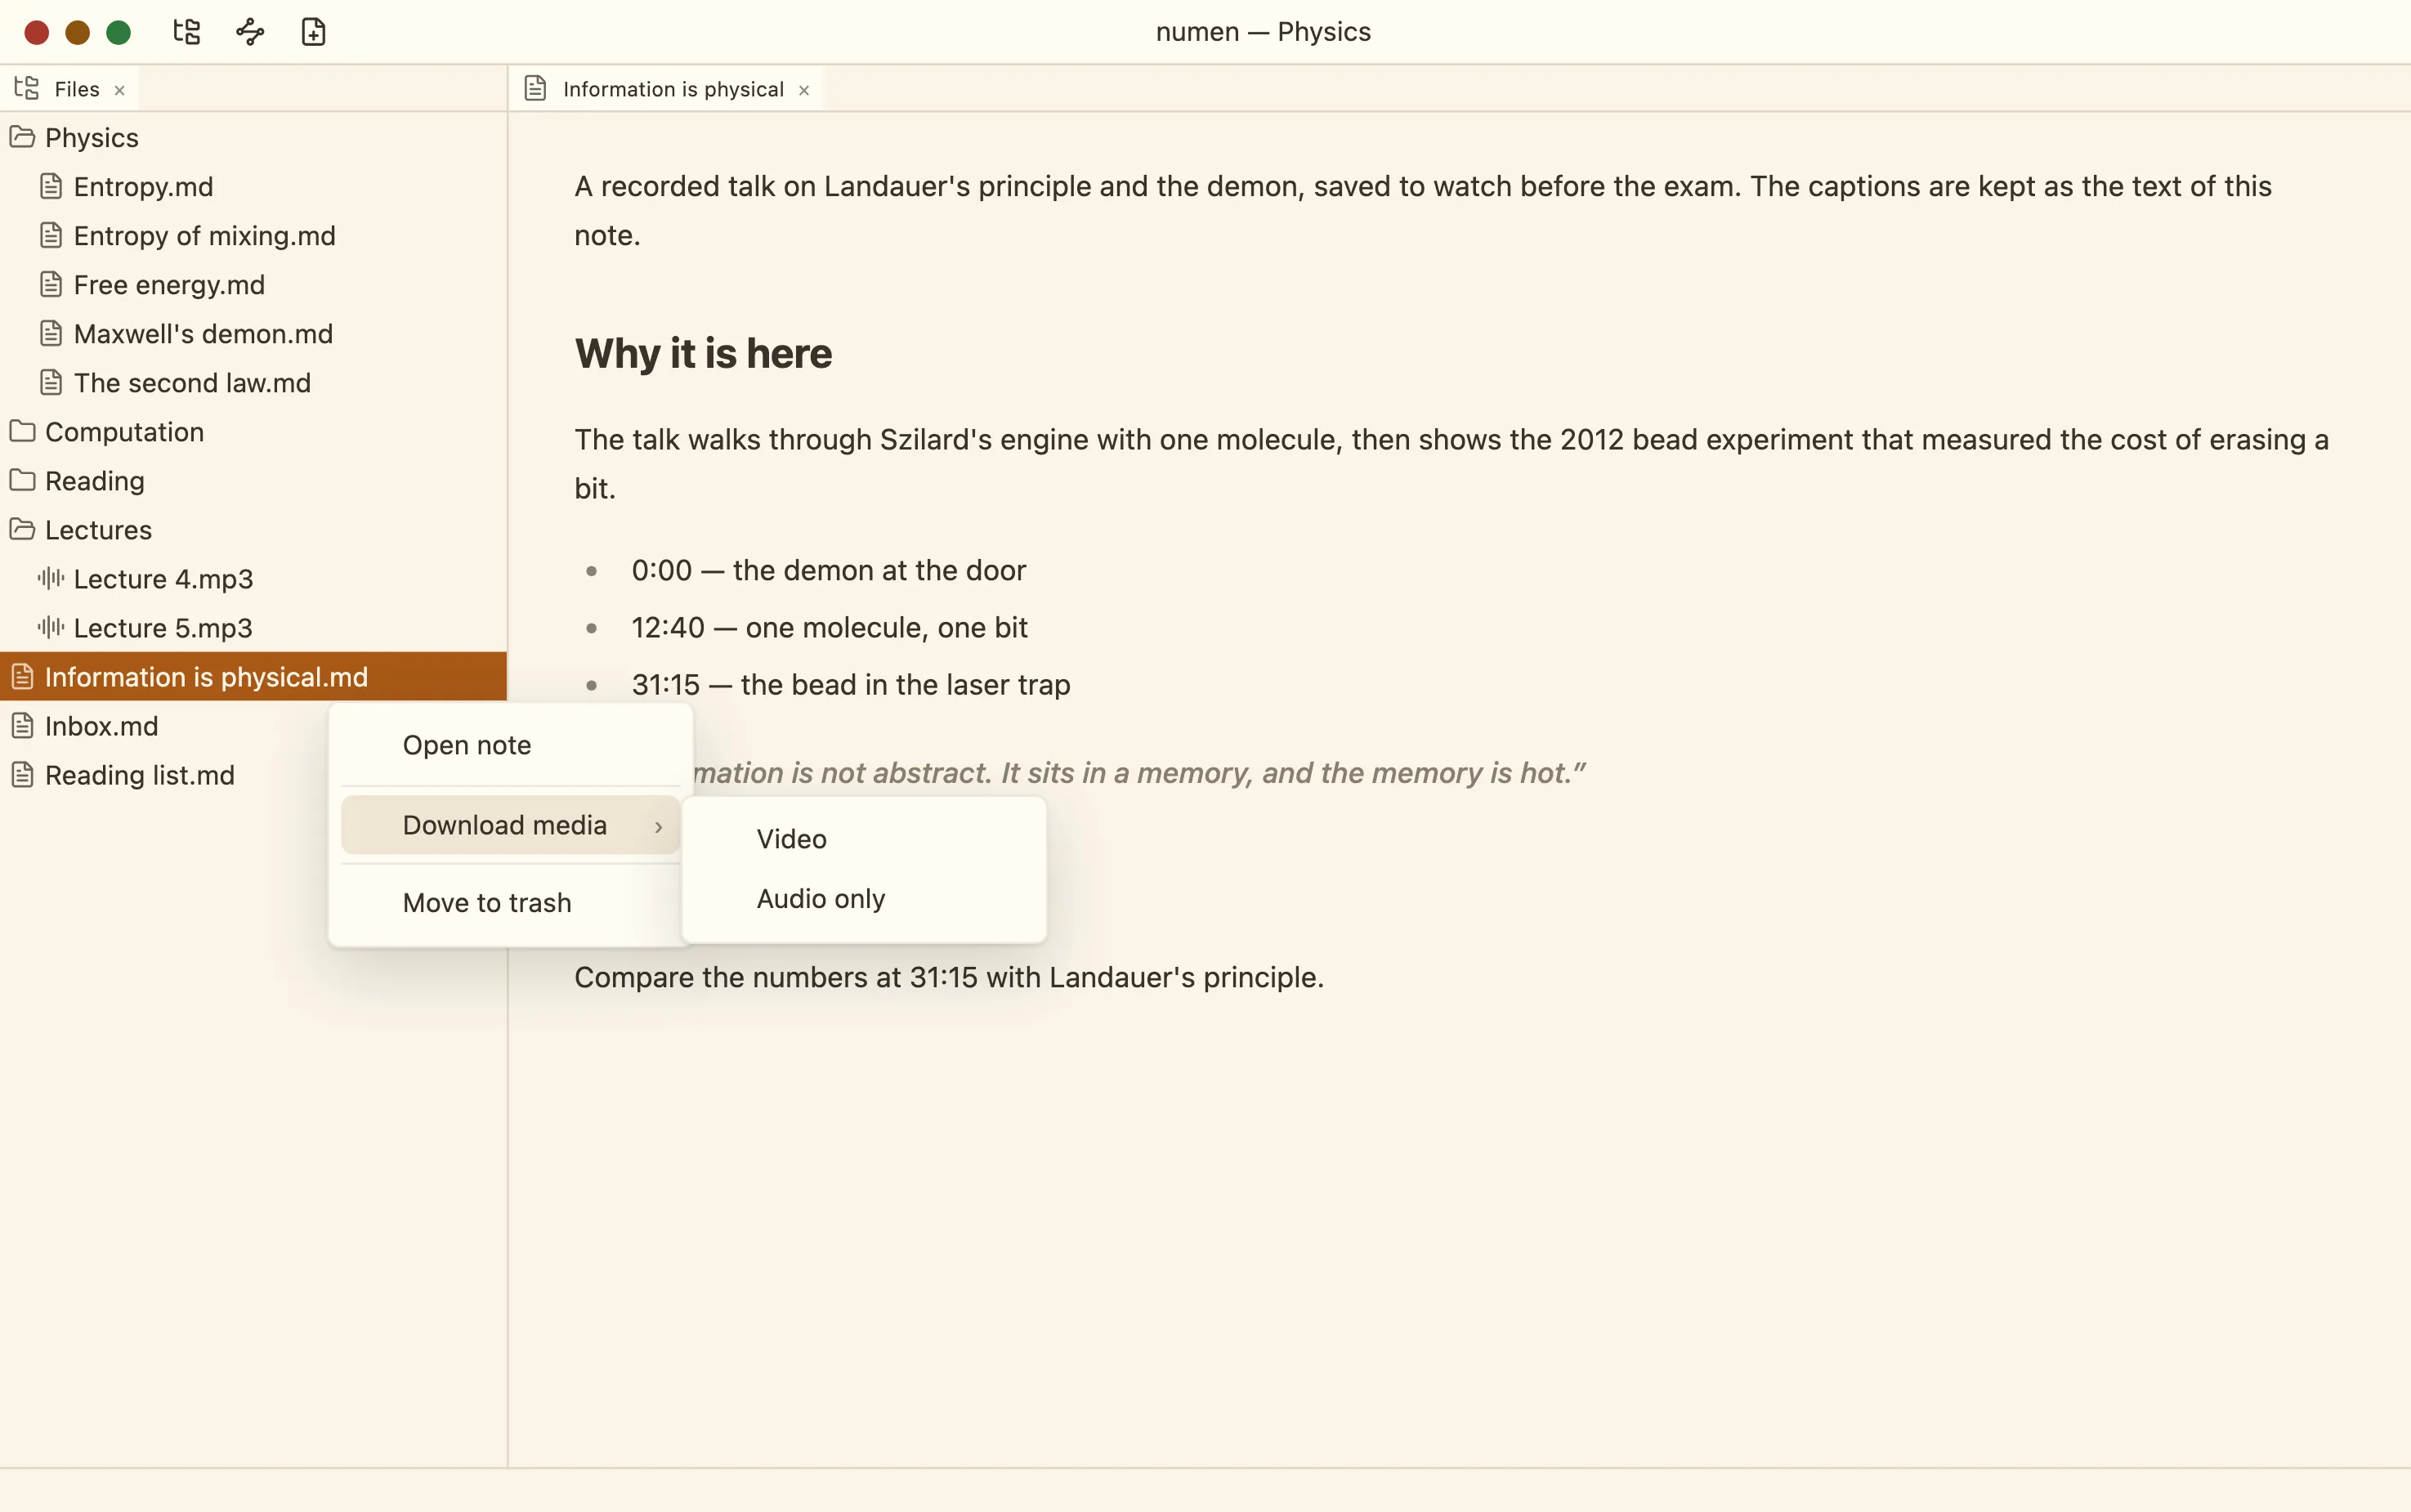 numen — Physics
Files
Information is physical
Physics
Entropy.md
Entropy of mixing.md
Free energy.md
Maxwell's demon.md
The second law.md
Computation
Reading
Lectures
Lecture 4.mp3
Lecture 5.mp3
Information is physical.md
Inbox.md
Reading list.md
A recorded talk on Landauer's principle and the demon, saved to watch before the exam. The captions are kept as the text of this
note.
Why it is here
The talk walks through Szilard's engine with one molecule, then shows the 2012 bead experiment that measured the cost of erasing a
bit.
0:00 — the demon at the door
12:40 — one molecule, one bit
31:15 — the bead in the laser trap
mation is not abstract. It sits in a memory, and the memory is hot.”
Compare the numbers at 31:15 with Landauer's principle.
Open note
Download media
Move to trash
Video
Audio only